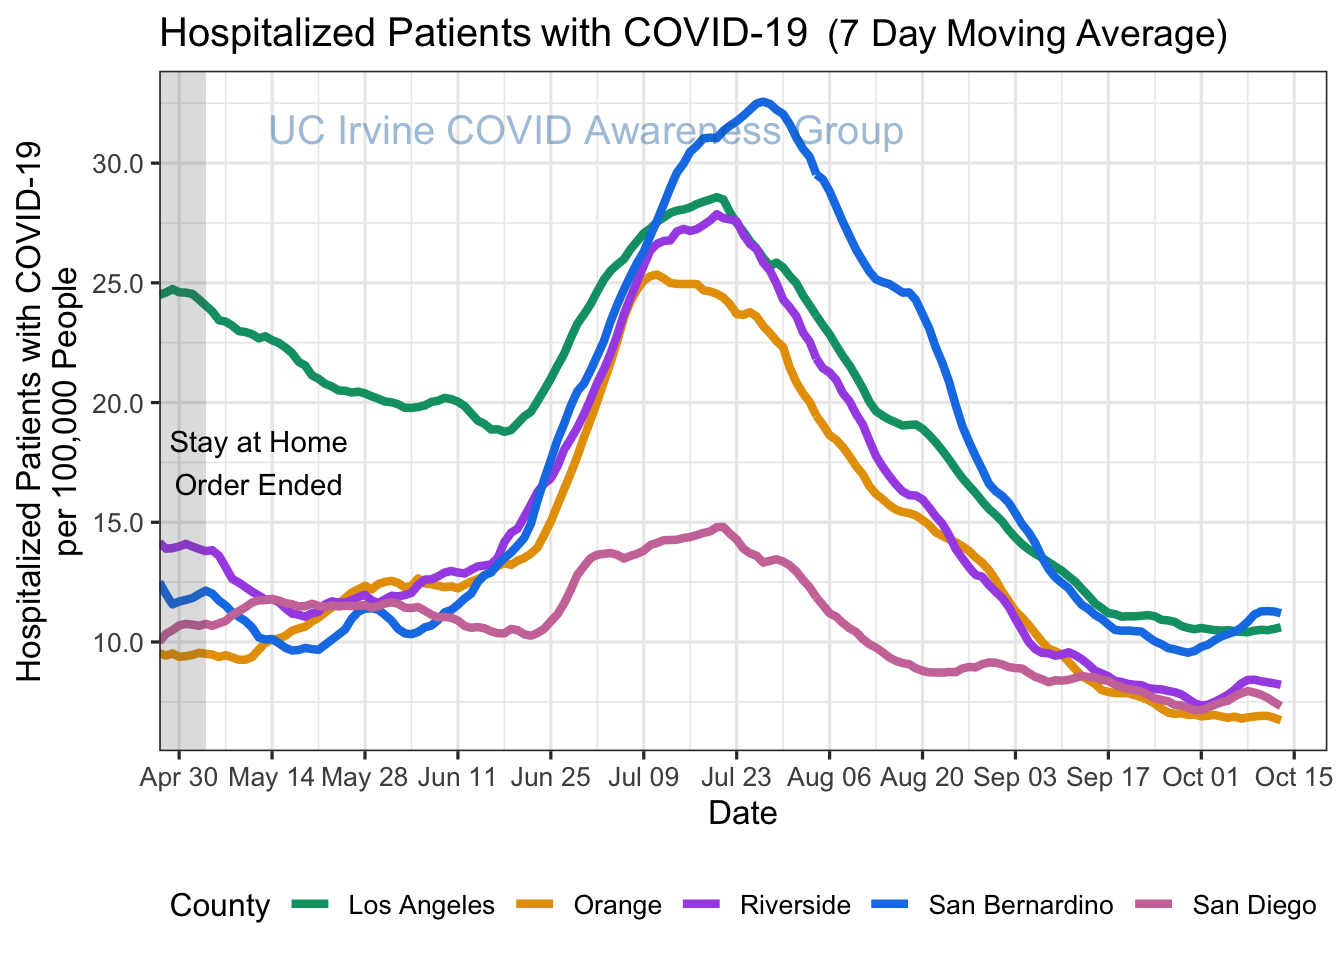 Hospitalized Patients with COVID-19 (7 Day Moving Average)
UC Irvine COVID Awareness Group
Hospitalized Patients with COVID-19
per 100,000 People
30.0
25.0
20.0
15.0
10.0
Stay at Home
Order Ended
Apr 30 May 14 May 28 Jun 11 Jun 25 Jul 09 Jul 23 Aug 06 Aug 20 Sep 03 Sep 17 Oct 01 Oct 15
Date
County Los Angeles Orange Riverside San Bernardino San Diego